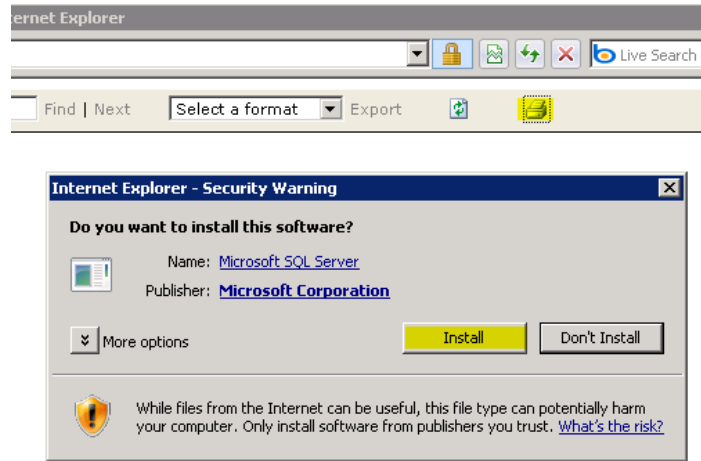 ternet Explorer
Live Search
Find | Next Select a format Export
Internet Explorer - Security Warning
Do you want to install this software?
Name: Microsoft SQL Server
Publisher: Microsoft Corporation
More options Install Don't Install
While files from the Internet can be useful, this file type can potentially harm
your computer. Only install software from publishers you trust. What's the risk?